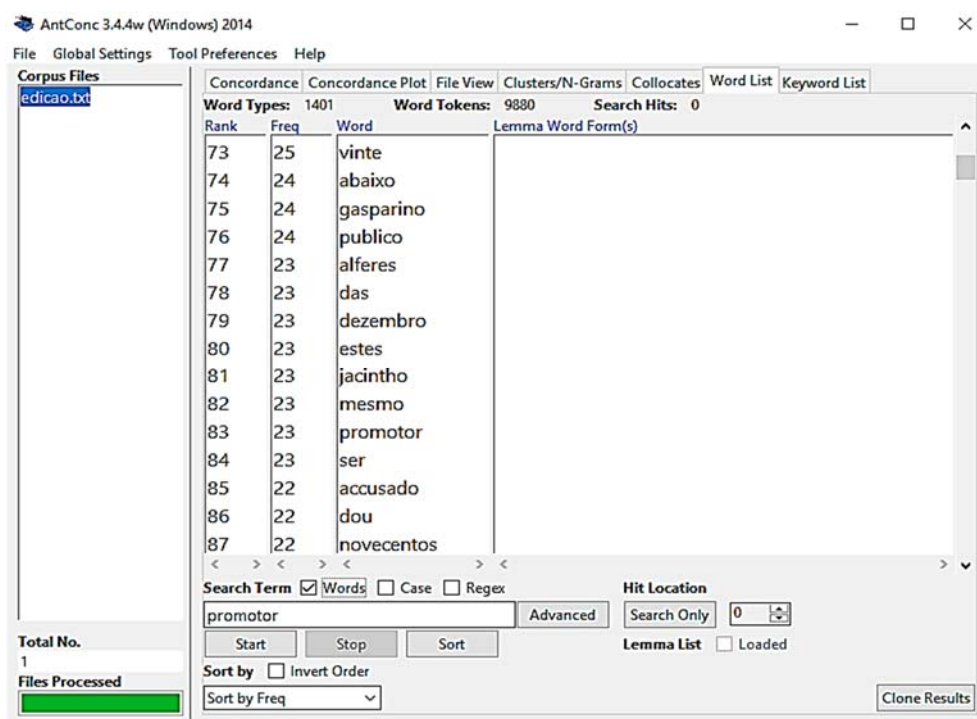 AntConc 3.4.4w (Windows) 2014
File Global Settings Tool Preferences Help
Corpus Files
edicao.txt
Concordance Concordance Plot File View Clusters/N-Grams Collocates Word List Keyword List
Word Types: 1401 Word Tokens: 9880 Search Hits: 0
Rank Freq Word Lemma Word Form(s)
73 25 vinte
74 24 abaixo
75 24 gasparino
76 24 publico
77 23 alferes
78 23 das
79 23 dezembro
80 23 estes
81 23 jacintho
82 23 mesmo
83 23 promotor
84 23 ser
85 22 accusado
86 22 dou
87 22 novecentos
Search Term Words Case Regex Hit Location
promotor Advanced Search Only 0
Start Stop Sort Lemma List Loaded
Total No.
1
Files Processed
Sort by Invert Order
Sort by Freq Clone Results